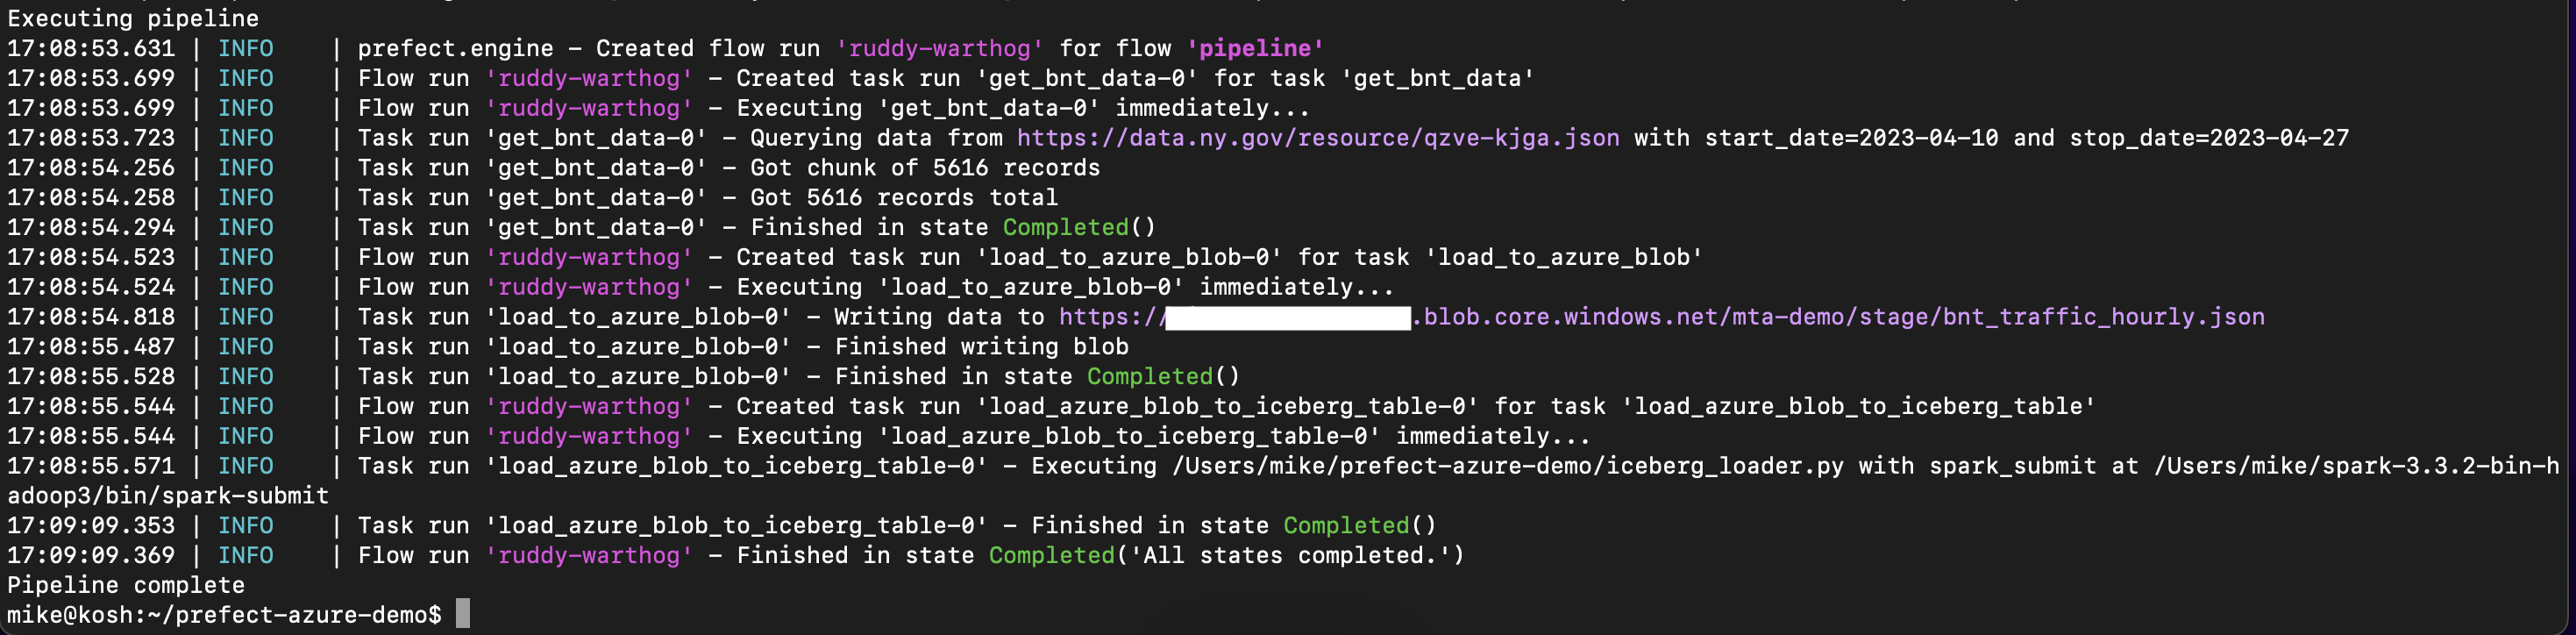 Executing pipeline
17:08:53.631 | INFO    | prefect.engine - Created flow run 'ruddy-warthog' for flow 'pipeline'
17:08:53.699 | INFO    | Flow run 'ruddy-warthog' - Created task run 'get_bnt_data-0' for task 'get_bnt_data'
17:08:53.699 | INFO    | Flow run 'ruddy-warthog' - Executing 'get_bnt_data-0' immediately...
17:08:53.723 | INFO    | Task run 'get_bnt_data-0' - Querying data from https://data.ny.gov/resource/qzve-kjga.json with start_date=2023-04-10 and stop_date=2023-04-27
17:08:54.256 | INFO    | Task run 'get_bnt_data-0' - Got chunk of 5616 records
17:08:54.258 | INFO    | Task run 'get_bnt_data-0' - Got 5616 records total
17:08:54.294 | INFO    | Task run 'get_bnt_data-0' - Finished in state Completed()
17:08:54.523 | INFO    | Flow run 'ruddy-warthog' - Created task run 'load_to_azure_blob-0' for task 'load_to_azure_blob'
17:08:54.524 | INFO    | Flow run 'ruddy-warthog' - Executing 'load_to_azure_blob-0' immediately...
17:08:54.818 | INFO    | Task run 'load_to_azure_blob-0' - Writing data to https:// .blob.core.windows.net/mta-demo/stage/bnt_traffic_hourly.json
17:08:55.487 | INFO    | Task run 'load_to_azure_blob-0' - Finished writing blob
17:08:55.528 | INFO    | Task run 'load_to_azure_blob-0' - Finished in state Completed()
17:08:55.544 | INFO    | Flow run 'ruddy-warthog' - Created task run 'load_azure_blob_to_iceberg_table-0' for task 'load_azure_blob_to_iceberg_table'
17:08:55.544 | INFO    | Flow run 'ruddy-warthog' - Executing 'load_azure_blob_to_iceberg_table-0' immediately...
17:08:55.571 | INFO    | Task run 'load_azure_blob_to_iceberg_table-0' - Executing /Users/mike/prefect-azure-demo/iceberg_loader.py with spark_submit at /Users/mike/spark-3.3.2-bin-h
adoop3/bin/spark-submit
17:09:09.353 | INFO    | Task run 'load_azure_blob_to_iceberg_table-0' - Finished in state Completed()
17:09:09.369 | INFO    | Flow run 'ruddy-warthog' - Finished in state Completed('All states completed.')
Pipeline complete
mike@kosh:~/prefect-azure-demo$